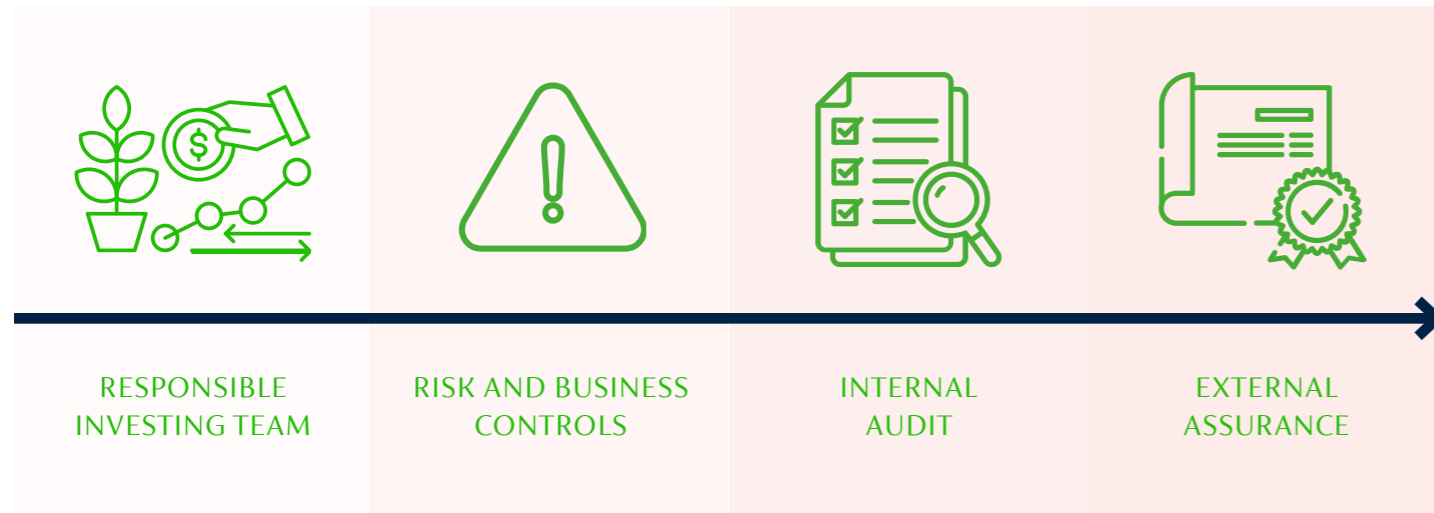 $
RESPONSIBLE
INVESTING TEAM
RISK AND BUSINESS
CONTROLS
INTERNAL
AUDIT
EXTERNAL
ASSURANCE